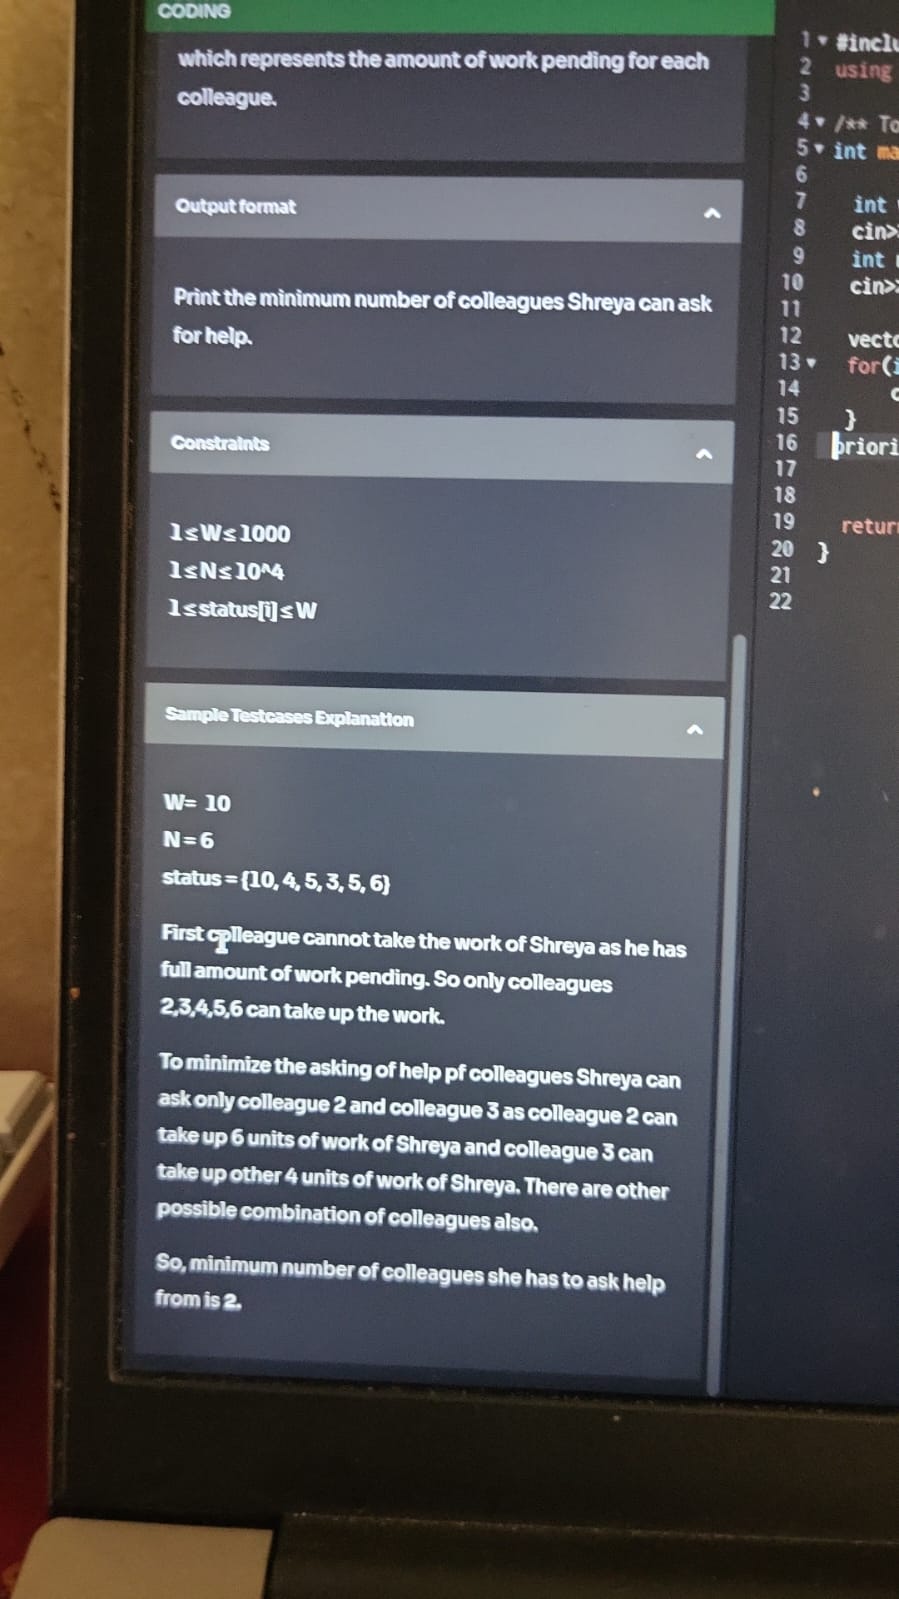 CODING
which represents the amount of work pending for each
colleague.
Output format
Print the minimum number of colleagues Shreya can ask
for help.
Constraints
1≤W≤1000
1≤N≤10^4
1≤status[i]≤W
Sample Testcases Explanation
W= 10
N=6
status = {10, 4, 5, 3, 5, 6}
First colleague cannot take the work of Shreya as he has
full amount of work pending. So only colleagues
2,3,4,5,6 can take up the work.
To minimize the asking of help pf colleagues Shreya can
ask only colleague 2 and colleague 3 as colleague 2 can
take up 6 units of work of Shreya and colleague 3 can
take up other 4 units of work of Shreya. There are other
possible combination of colleagues also.
So, minimum number of colleagues she has to ask help
from is 2.
1 #inclu
2 using
3
4 /** To
5 int ma
6
7 int
8 cin>
9 int
10 cin>>
11
12 vecto
13 for(i
14
15 }
16 priori
17
18
19 retur
20 }
21
22